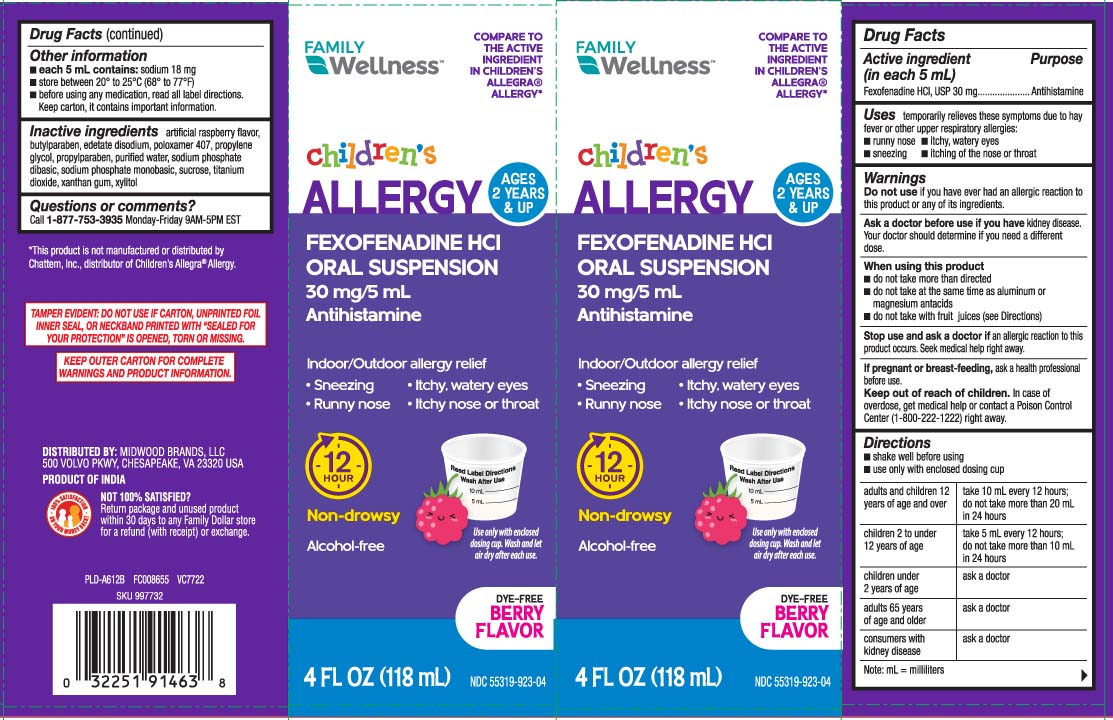 Drug Facts (continued)
Other information
■ each 5 mL contains: sodium 18 mg
■ store between 20° to 25°C (68° to 77°F)
■ before using any medication, read all label directions.
Keep carton, it contains important information.
Inactive ingredients artificial raspberry flavor,
butylparaben, edetate disodium, poloxamer 407, propylene
glycol, propylparaben, purified water, sodium phosphate
dibasic, sodium phosphate monobasic, sucrose, titanium
dioxide, xanthan gum, xylitol
Questions or comments?
Call 1-877-753-3935 Monday-Friday 9AM-5PM EST
*This product is not manufactured or distributed by
Chattem, Inc., distributor of Children's Allegra® Allergy.
TAMPER EVIDENT: DO NOT USE IF CARTON, UNPRINTED FOIL
INNER SEAL, OR NECKBAND PRINTED WITH "SEALED FOR
YOUR PROTECTION" IS OPENED, TORN OR MISSING.
KEEP OUTER CARTON FOR COMPLETE
WARNINGS AND PRODUCT INFORMATION.
DISTRIBUTED BY: MIDWOOD BRANDS, LLC
500 VOLVO PKWY, CHESAPEAKE, VA 23320 USA
PRODUCT OF INDIA
100% SATISFACTION
OR YOUR MONEY BACK!
NOT 100% SATISFIED?
Return package and unused product
within 30 days to any Family Dollar store
for a refund (with receipt) or exchange.
PLD-A612B FC008655 VC7722
SKU 997732
0 32251 91463 8
FAMILY
Wellness™
COMPARE TO
THE ACTIVE
INGREDIENT
IN CHILDREN'S
ALLEGRA®
ALLERGY*
children's
ALLERGY
AGES
2 YEARS
& UP
FEXOFENADINE HCl
ORAL SUSPENSION
30 mg/5 mL
Antihistamine
Indoor/Outdoor allergy relief
• Sneezing • Itchy, watery eyes
• Runny nose • Itchy nose or throat
12
HOUR
Non-drowsy
Alcohol-free
Read Label Directions
Wash After Use
10 mL
5 mL
Use only with enclosed
dosing cup. Wash and let
air dry after each use.
DYE-FREE
BERRY
FLAVOR
4 FL OZ (118 mL)
NDC 55319-923-04
FAMILY
Wellness™
COMPARE TO
THE ACTIVE
INGREDIENT
IN CHILDREN'S
ALLEGRA®
ALLERGY*
children's
ALLERGY
AGES
2 YEARS
& UP
FEXOFENADINE HCl
ORAL SUSPENSION
30 mg/5 mL
Antihistamine
Indoor/Outdoor allergy relief
• Sneezing • Itchy, watery eyes
• Runny nose • Itchy nose or throat
12
HOUR
Non-drowsy
Alcohol-free
Read Label Directions
Wash After Use
10 mL
5 mL
Use only with enclosed
dosing cup. Wash and let
air dry after each use.
DYE-FREE
BERRY
FLAVOR
4 FL OZ (118 mL)
NDC 55319-923-04
Drug Facts
Active ingredient Purpose
(in each 5 mL)
Fexofenadine HCl, USP 30 mg..................... Antihistamine
Uses temporarily relieves these symptoms due to hay
fever or other upper respiratory allergies:
■ runny nose ■ itchy, watery eyes
■ sneezing ■ itching of the nose or throat
Warnings
Do not use if you have ever had an allergic reaction to
this product or any of its ingredients.
Ask a doctor before use if you have kidney disease.
Your doctor should determine if you need a different
dose.
When using this product
■ do not take more than directed
■ do not take at the same time as aluminum or
magnesium antacids
■ do not take with fruit juices (see Directions)
Stop use and ask a doctor if an allergic reaction to this
product occurs. Seek medical help right away.
If pregnant or breast-feeding, ask a health professional
before use.
Keep out of reach of children. In case of
overdose, get medical help or contact a Poison Control
Center (1-800-222-1222) right away.
Directions
■ shake well before using
■ use only with enclosed dosing cup
adults and children 12 take 10 mL every 12 hours;
years of age and over do not take more than 20 mL
in 24 hours
children 2 to under take 5 mL every 12 hours;
12 years of age do not take more than 10 mL
in 24 hours
children under ask a doctor
2 years of age
adults 65 years ask a doctor
of age and older
consumers with ask a doctor
kidney disease
Note: mL = milliliters